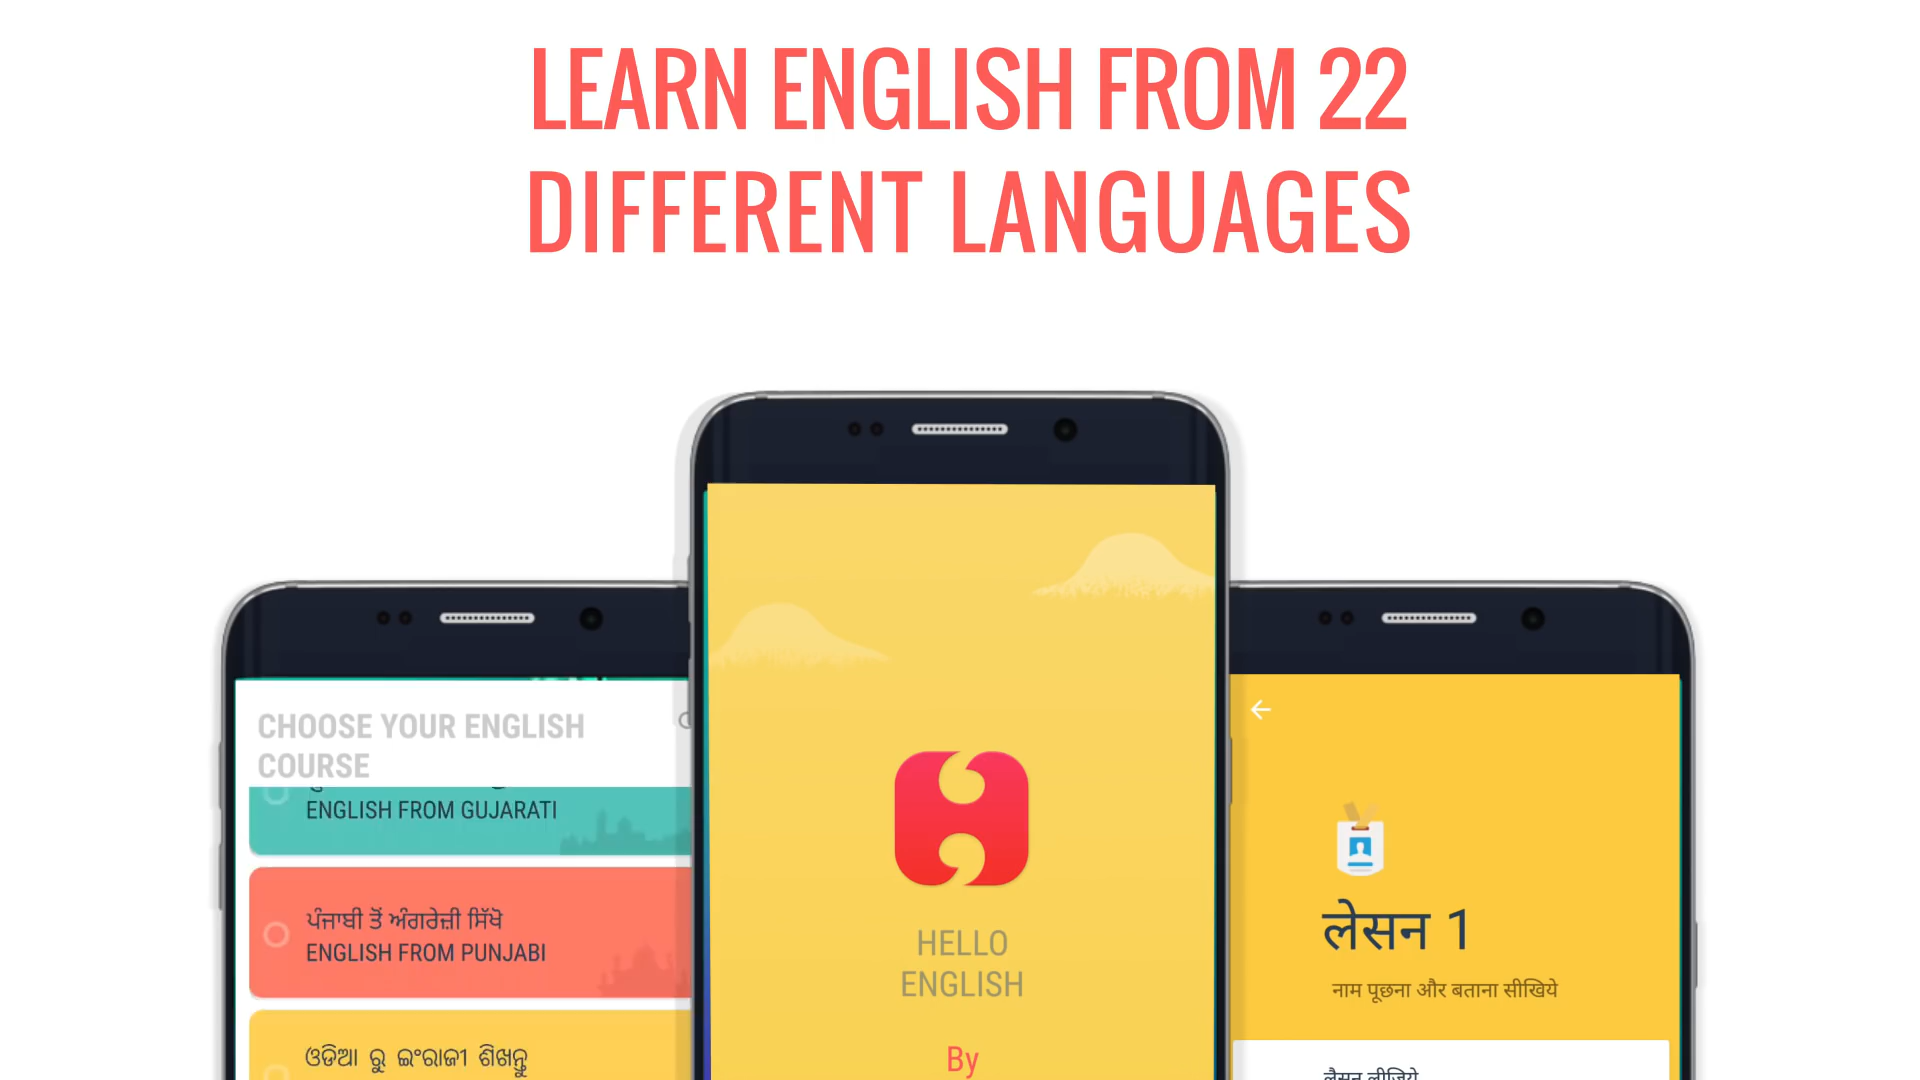 LEARN ENGLISH FROM 22
DIFFERENT LANGUAGES
CHOOSE YOUR ENGLISH
COURSE
ENGLISH FROM GUJARATI
ਪੰਜਾਬੀ ਤੋਂ ਅੰਗਰੇਜ਼ੀ ਸਿੱਖੋ
ENGLISH FROM PUNJABI
ଓଡିଆ ରୁ ଇଂରାଜୀ ଶିଖନ୍ତୁ
HELLO
ENGLISH
By
लेसन 1
नाम पूछना और बताना सीखिये